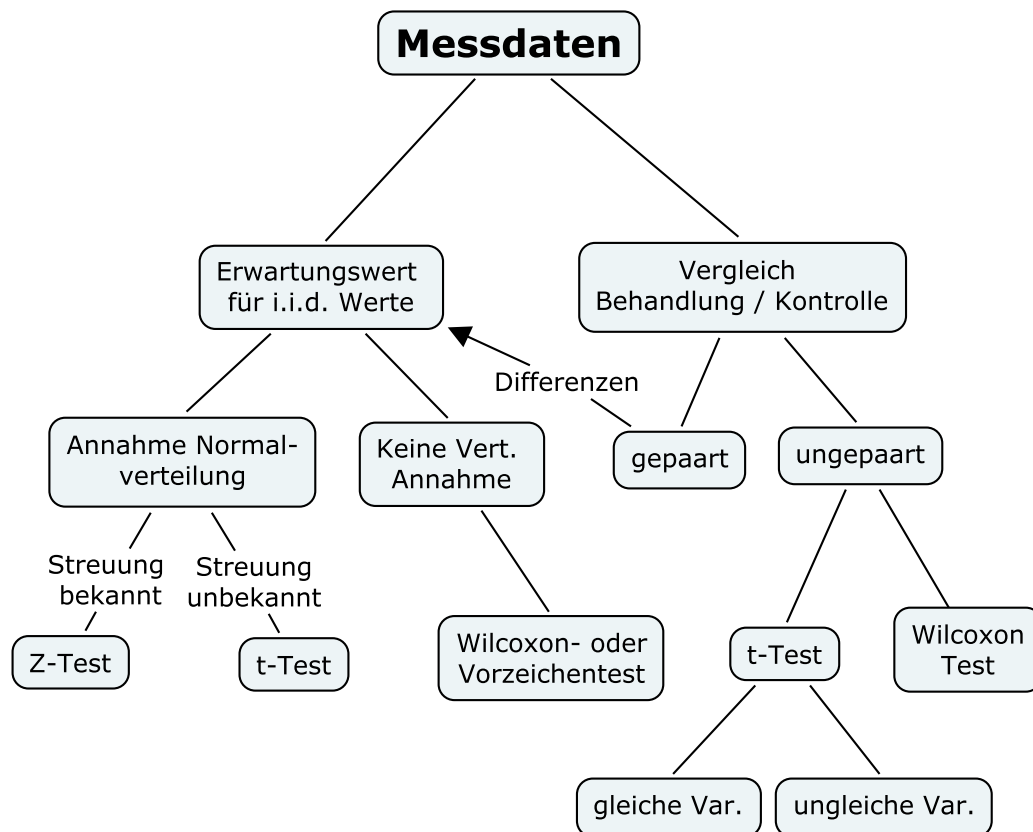 Messdaten
Erwartungswert
für i.i.d. Werte
Vergleich
Behandlung / Kontrolle
Differenzen
Annahme Normal-
verteilung
Keine Vert.
Annahme
gepaart
ungepaart
Streuung
bekannt
Streuung
unbekannt
Z-Test
t-Test
Wilcoxon- oder
Vorzeichentest
t-Test
Wilcoxon
Test
gleiche Var.
ungleiche Var.